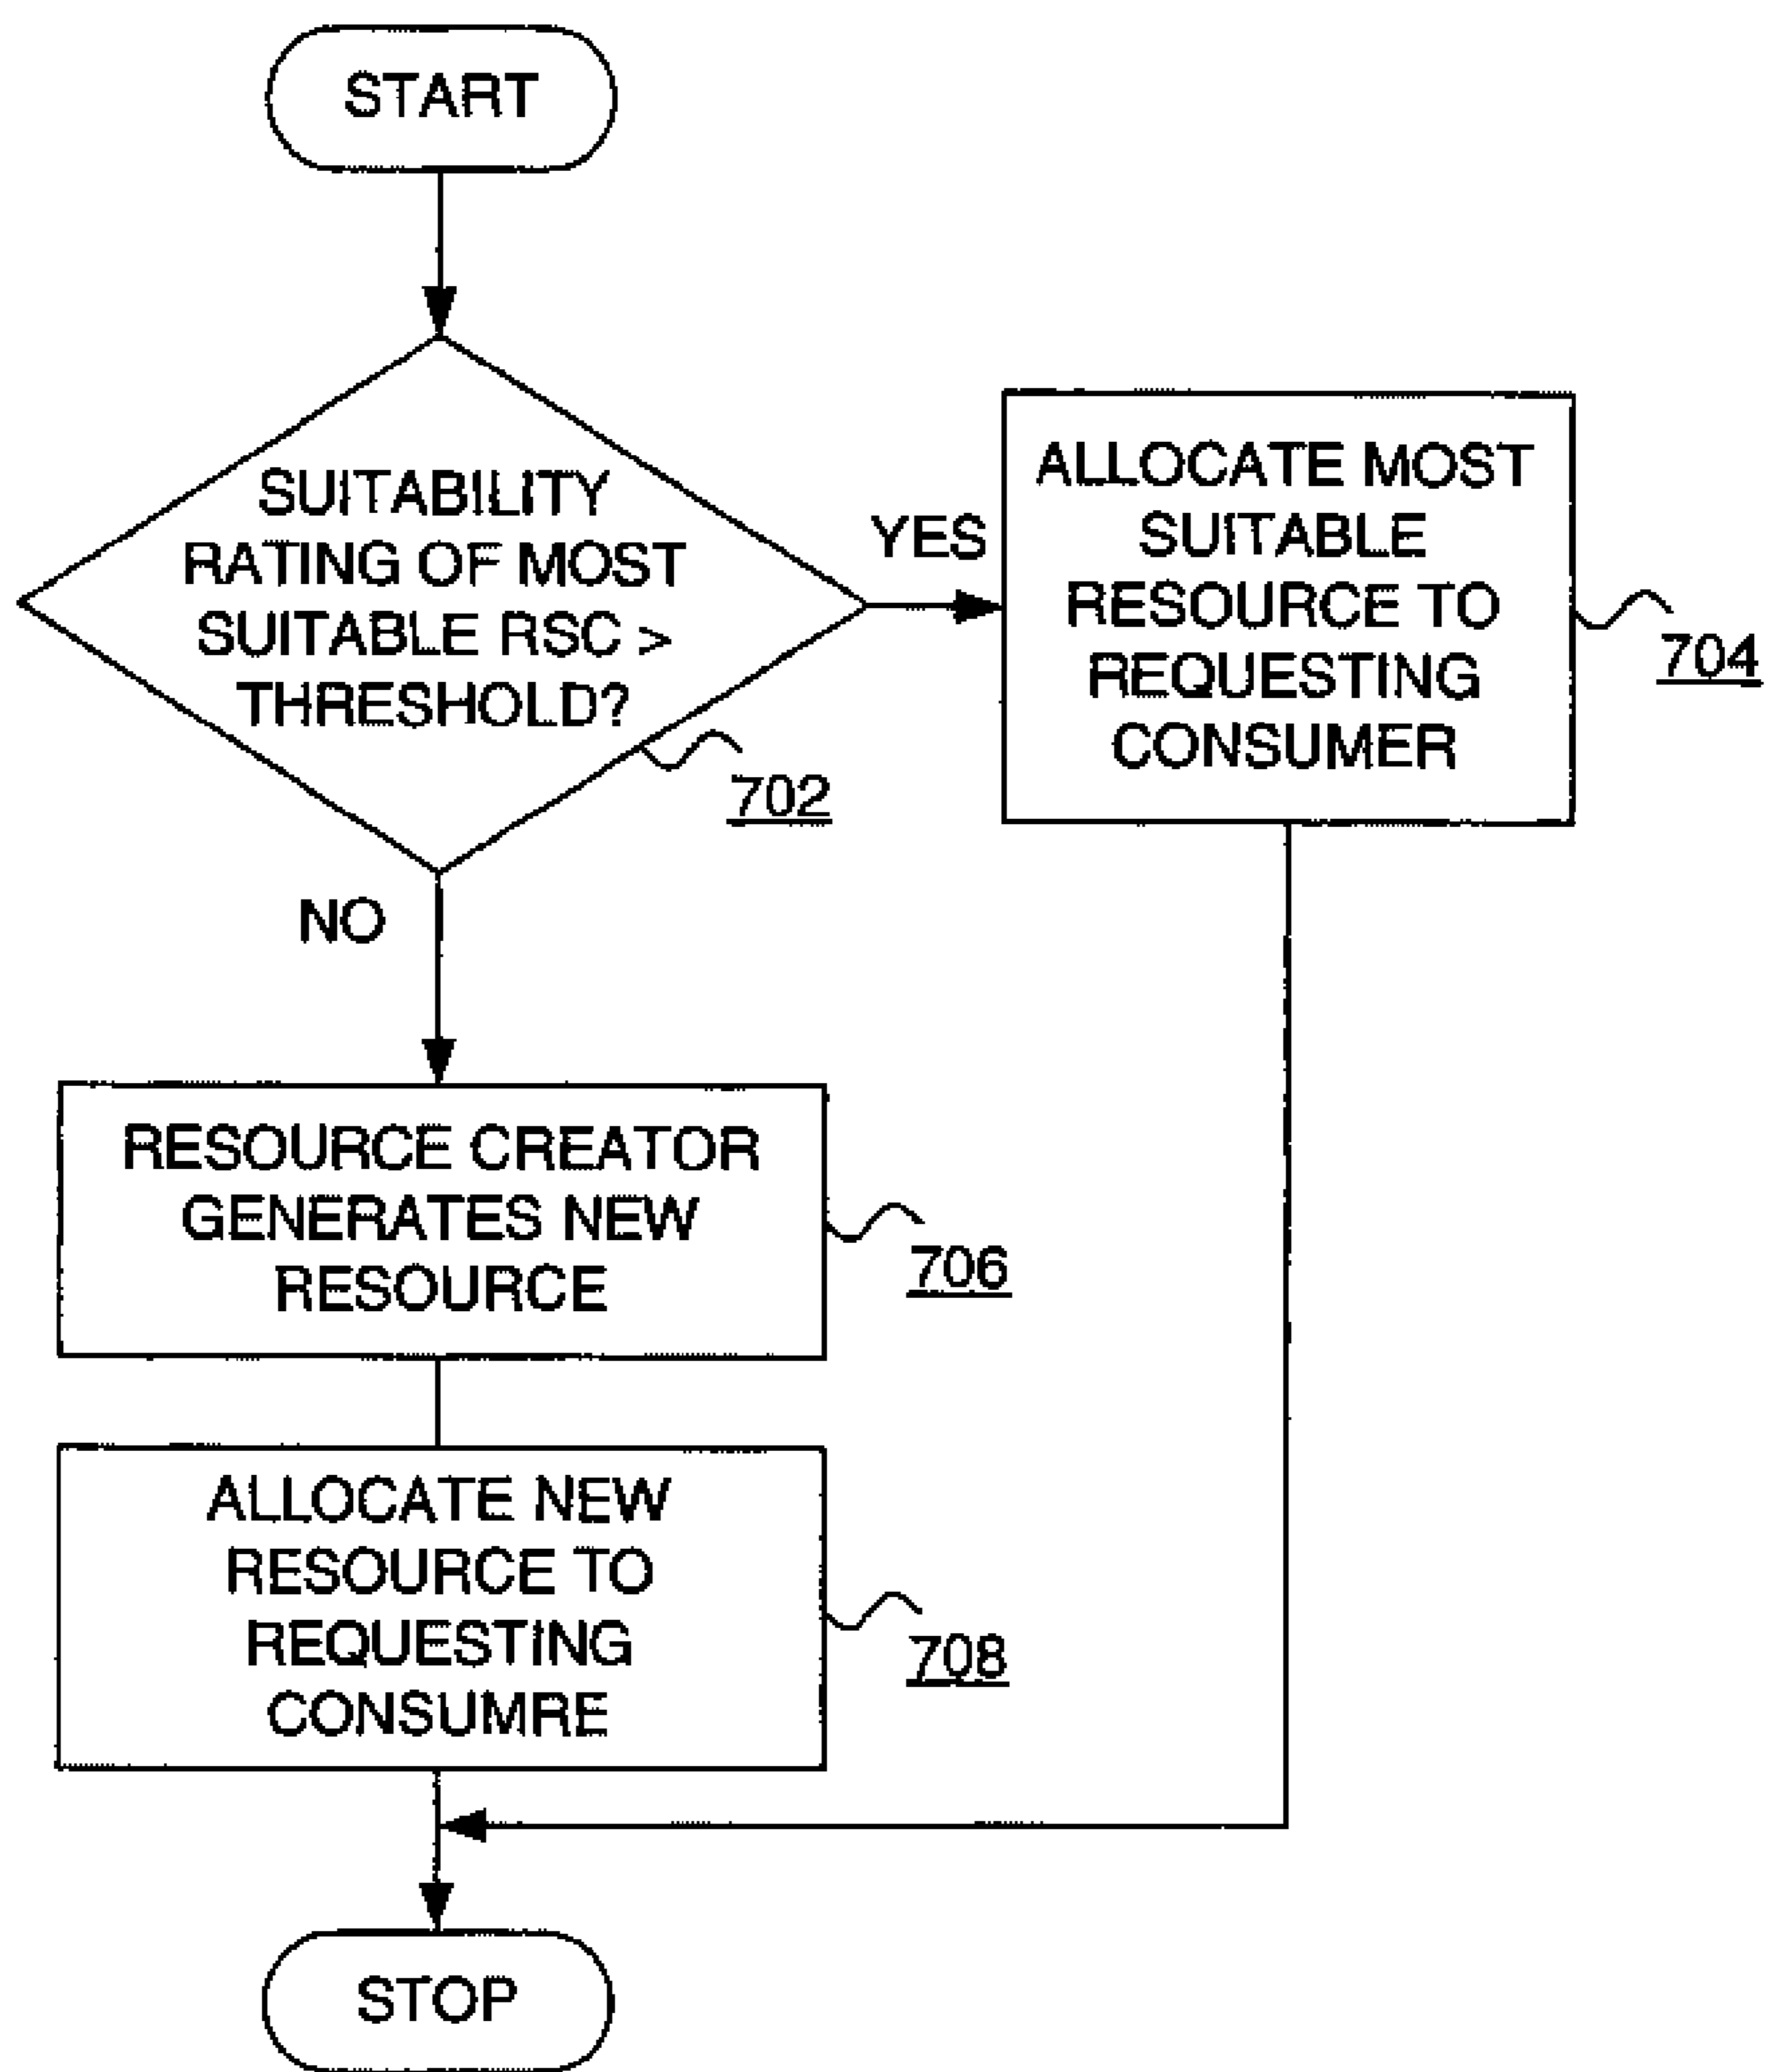 START
SUITABILITY
RATING OF MOST
SUITABLE RSC >
THRESHOLD?
702
YES
ALLOCATE MOST
SUITABLE
RESOURCE TO
REQUESTING
CONSUMER
704
NO
RESOURCE CREATOR
GENERATES NEW
RESOURCE
706
ALLOCATE NEW
RESOURCE TO
REQUESTING
CONSUMRE
708
STOP